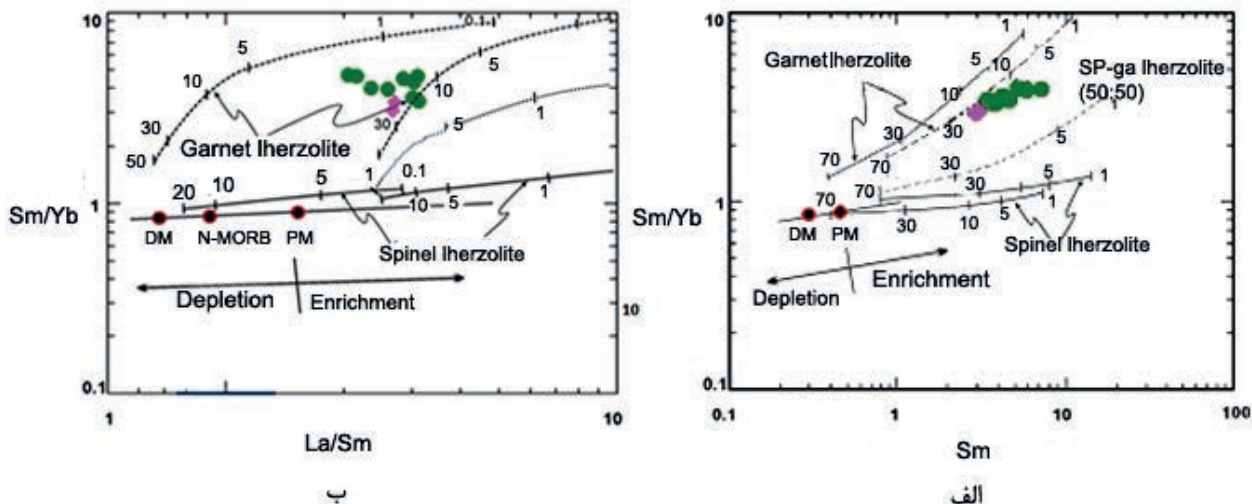 10
1
0.1
5
5
10
5
10
30
30
50
Garnet lherzolite
5
1
0.1
20
10
5
10
5
1
Sm/Yb
1
DM
N-MORB
PM
Spinel lherzolite
Depletion
Enrichment
10
0.1
1
10
La/Sm
ب
10
1
1
5
5
Garnetlherzolite
10
10
SP-ga lherzolite
(50:50)
30
30
5
1
70
70
70
30
30
5
1
70
30
10
5
1
Sm/Yb
1
DM
PM
Spinel lherzolite
Enrichment
Depletion
0.1
0.1
1
10
100
Sm
الف